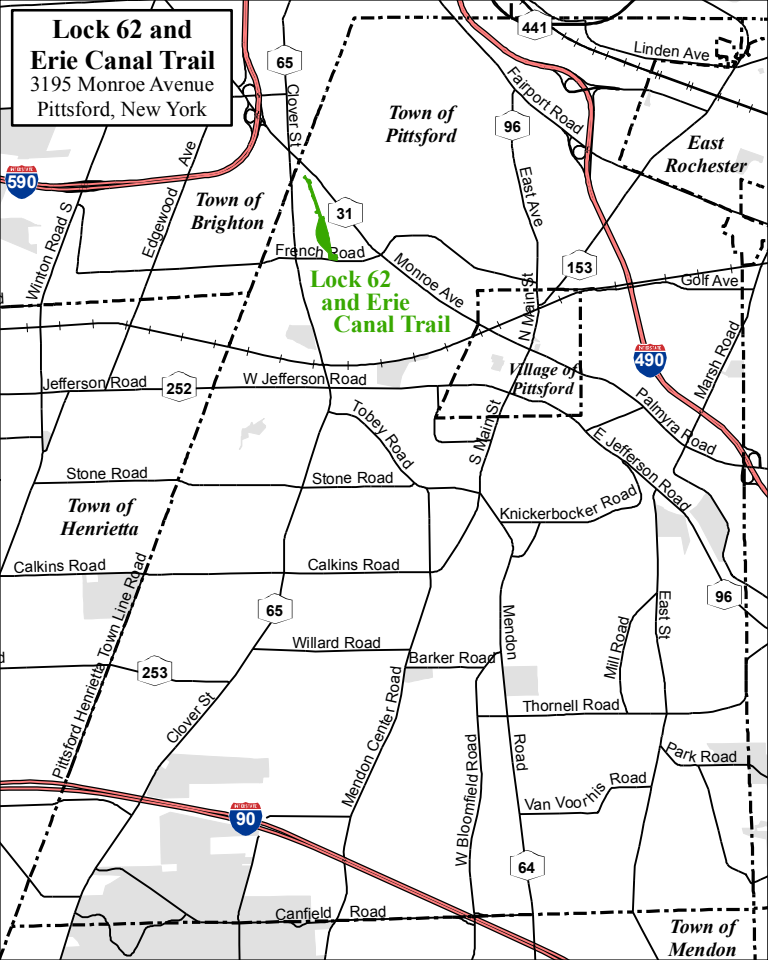 Lock 62 and
Erie Canal Trail
3195 Monroe Avenue
Pittsford, New York
441
Linden Ave
65
Clover St
Fairport Road
Town of
Pittsford
96
East
Rochester
Ave
Edgewood
INTERSTATE
590
Town of
Brighton
31
East Ave
Winton Road S
French Road
153
Monroe Ave
Golf Ave
Lock 62
and Erie
Canal Trail
N Main St
Village of
Pittsford
INTERSTATE
490
Marsh Road
Jefferson Road
252
W Jefferson Road
Palmyra Road
Tobey Road
S Main St
E Jefferson Road
Stone Road
Stone Road
Knickerbocker Road
Town of
Henrietta
Calkins Road
Calkins Road
Pittsford Henrietta Town Line Road
65
96
Mendon
East St
Mill Road
Willard Road
Barker Road
d
253
Clover St
Mendon Center Road
Thornell Road
Road
W Bloomfield Road
Park Road
Van Voorhis Road
INTERSTATE
90
64
Canfield Road
Town of
Mendon